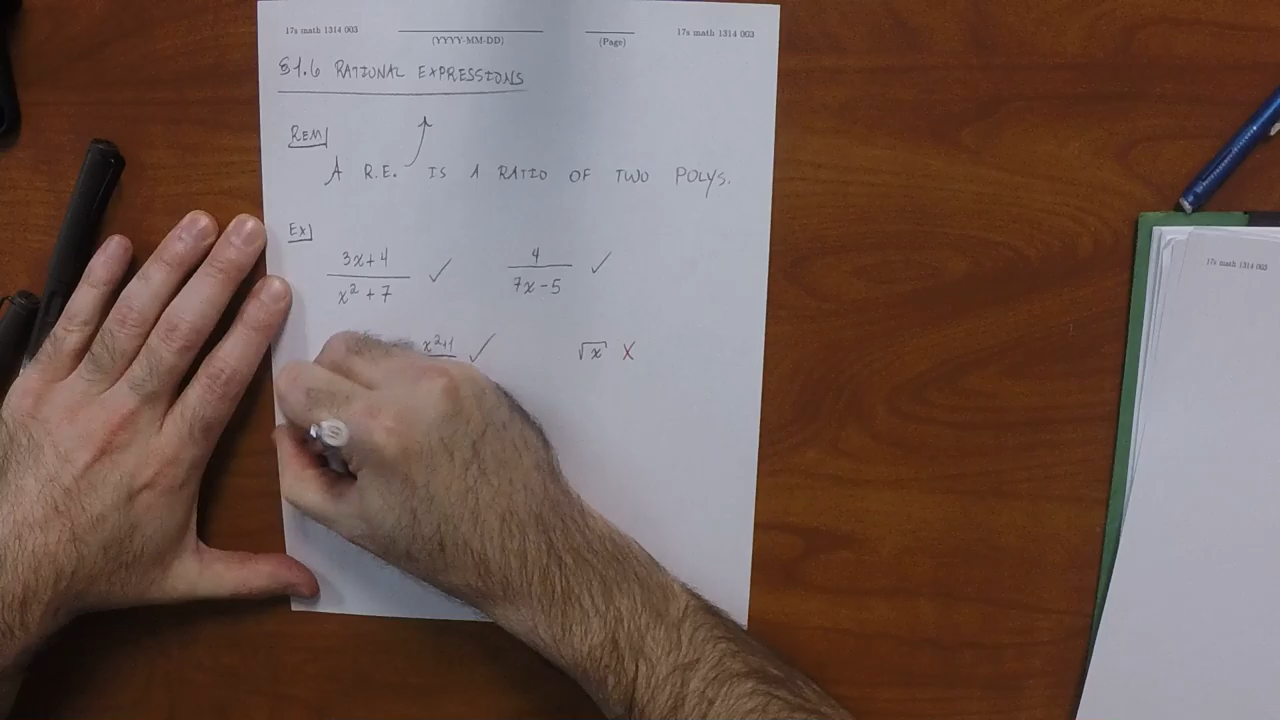 17s math 1314 003 (YYYY-MM-DD) (Page) 17s math 1314 003
§1.6 RATIONAL EXPRESSIONS
REM
A R.E. IS A RATIO OF TWO POLYS.
EX
3x+4 / x²+7 ✓ 4 / 7x-5 ✓
x²+1 ✓ √x X
17s math 1314 003